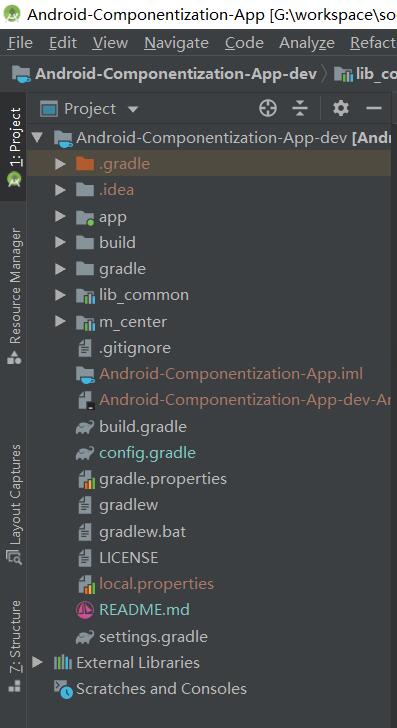 Android-Componentization-App [G:\workspace\so
File Edit View Navigate Code Analyze Refact
Android-Componentization-App-dev lib_co
Project
1: Project
Android-Componentization-App-dev [And
.gradle
.idea
app
build
gradle
lib_common
m_center
.gitignore
Android-Componentization-App.iml
Android-Componentization-App-dev-Ar
build.gradle
config.gradle
gradle.properties
gradlew
gradlew.bat
LICENSE
local.properties
README.md
settings.gradle
External Libraries
Scratches and Consoles
Resource Manager
Layout Captures
7: Structure